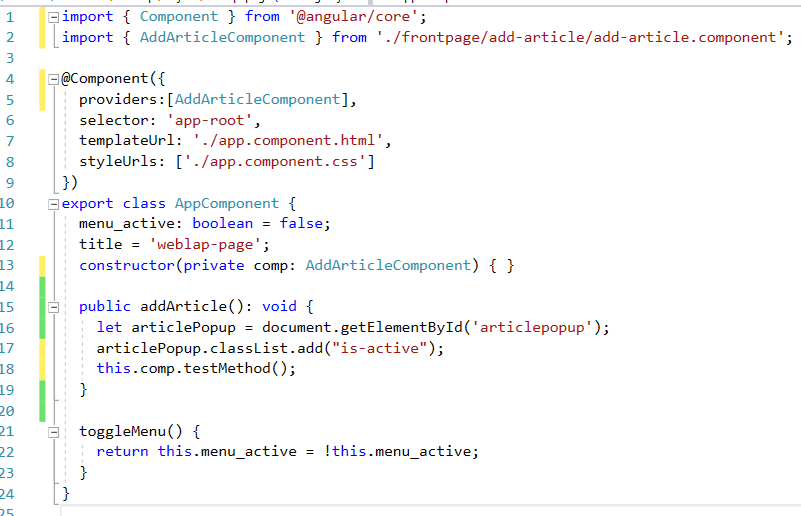 1 import { Component } from '@angular/core';
2 import { AddArticleComponent } from './frontpage/add-article/add-article.component';
3
4 @Component({
5 providers:[AddArticleComponent],
6 selector: 'app-root',
7 templateUrl: './app.component.html',
8 styleUrls: ['./app.component.css']
9 })
10 export class AppComponent {
11 menu_active: boolean = false;
12 title = 'weblap-page';
13 constructor(private comp: AddArticleComponent) { }
14
15 public addArticle(): void {
16 let articlePopup = document.getElementById('articlepopup');
17 articlePopup.classList.add("is-active");
18 this.comp.testMethod();
19 }
20
21 toggleMenu() {
22 return this.menu_active = !this.menu_active;
23 }
24 }
25